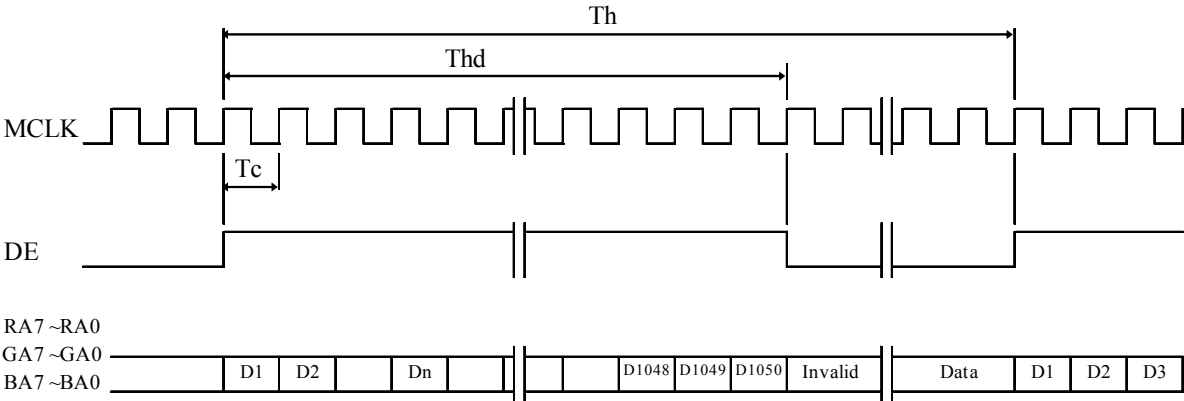 Th
Thd
MCLK
Tc
DE
RA7 ~RA0
GA7 ~GA0
BA7 ~BA0
D1 D2 Dn D1048 D1049 D1050 Invalid Data D1 D2 D3